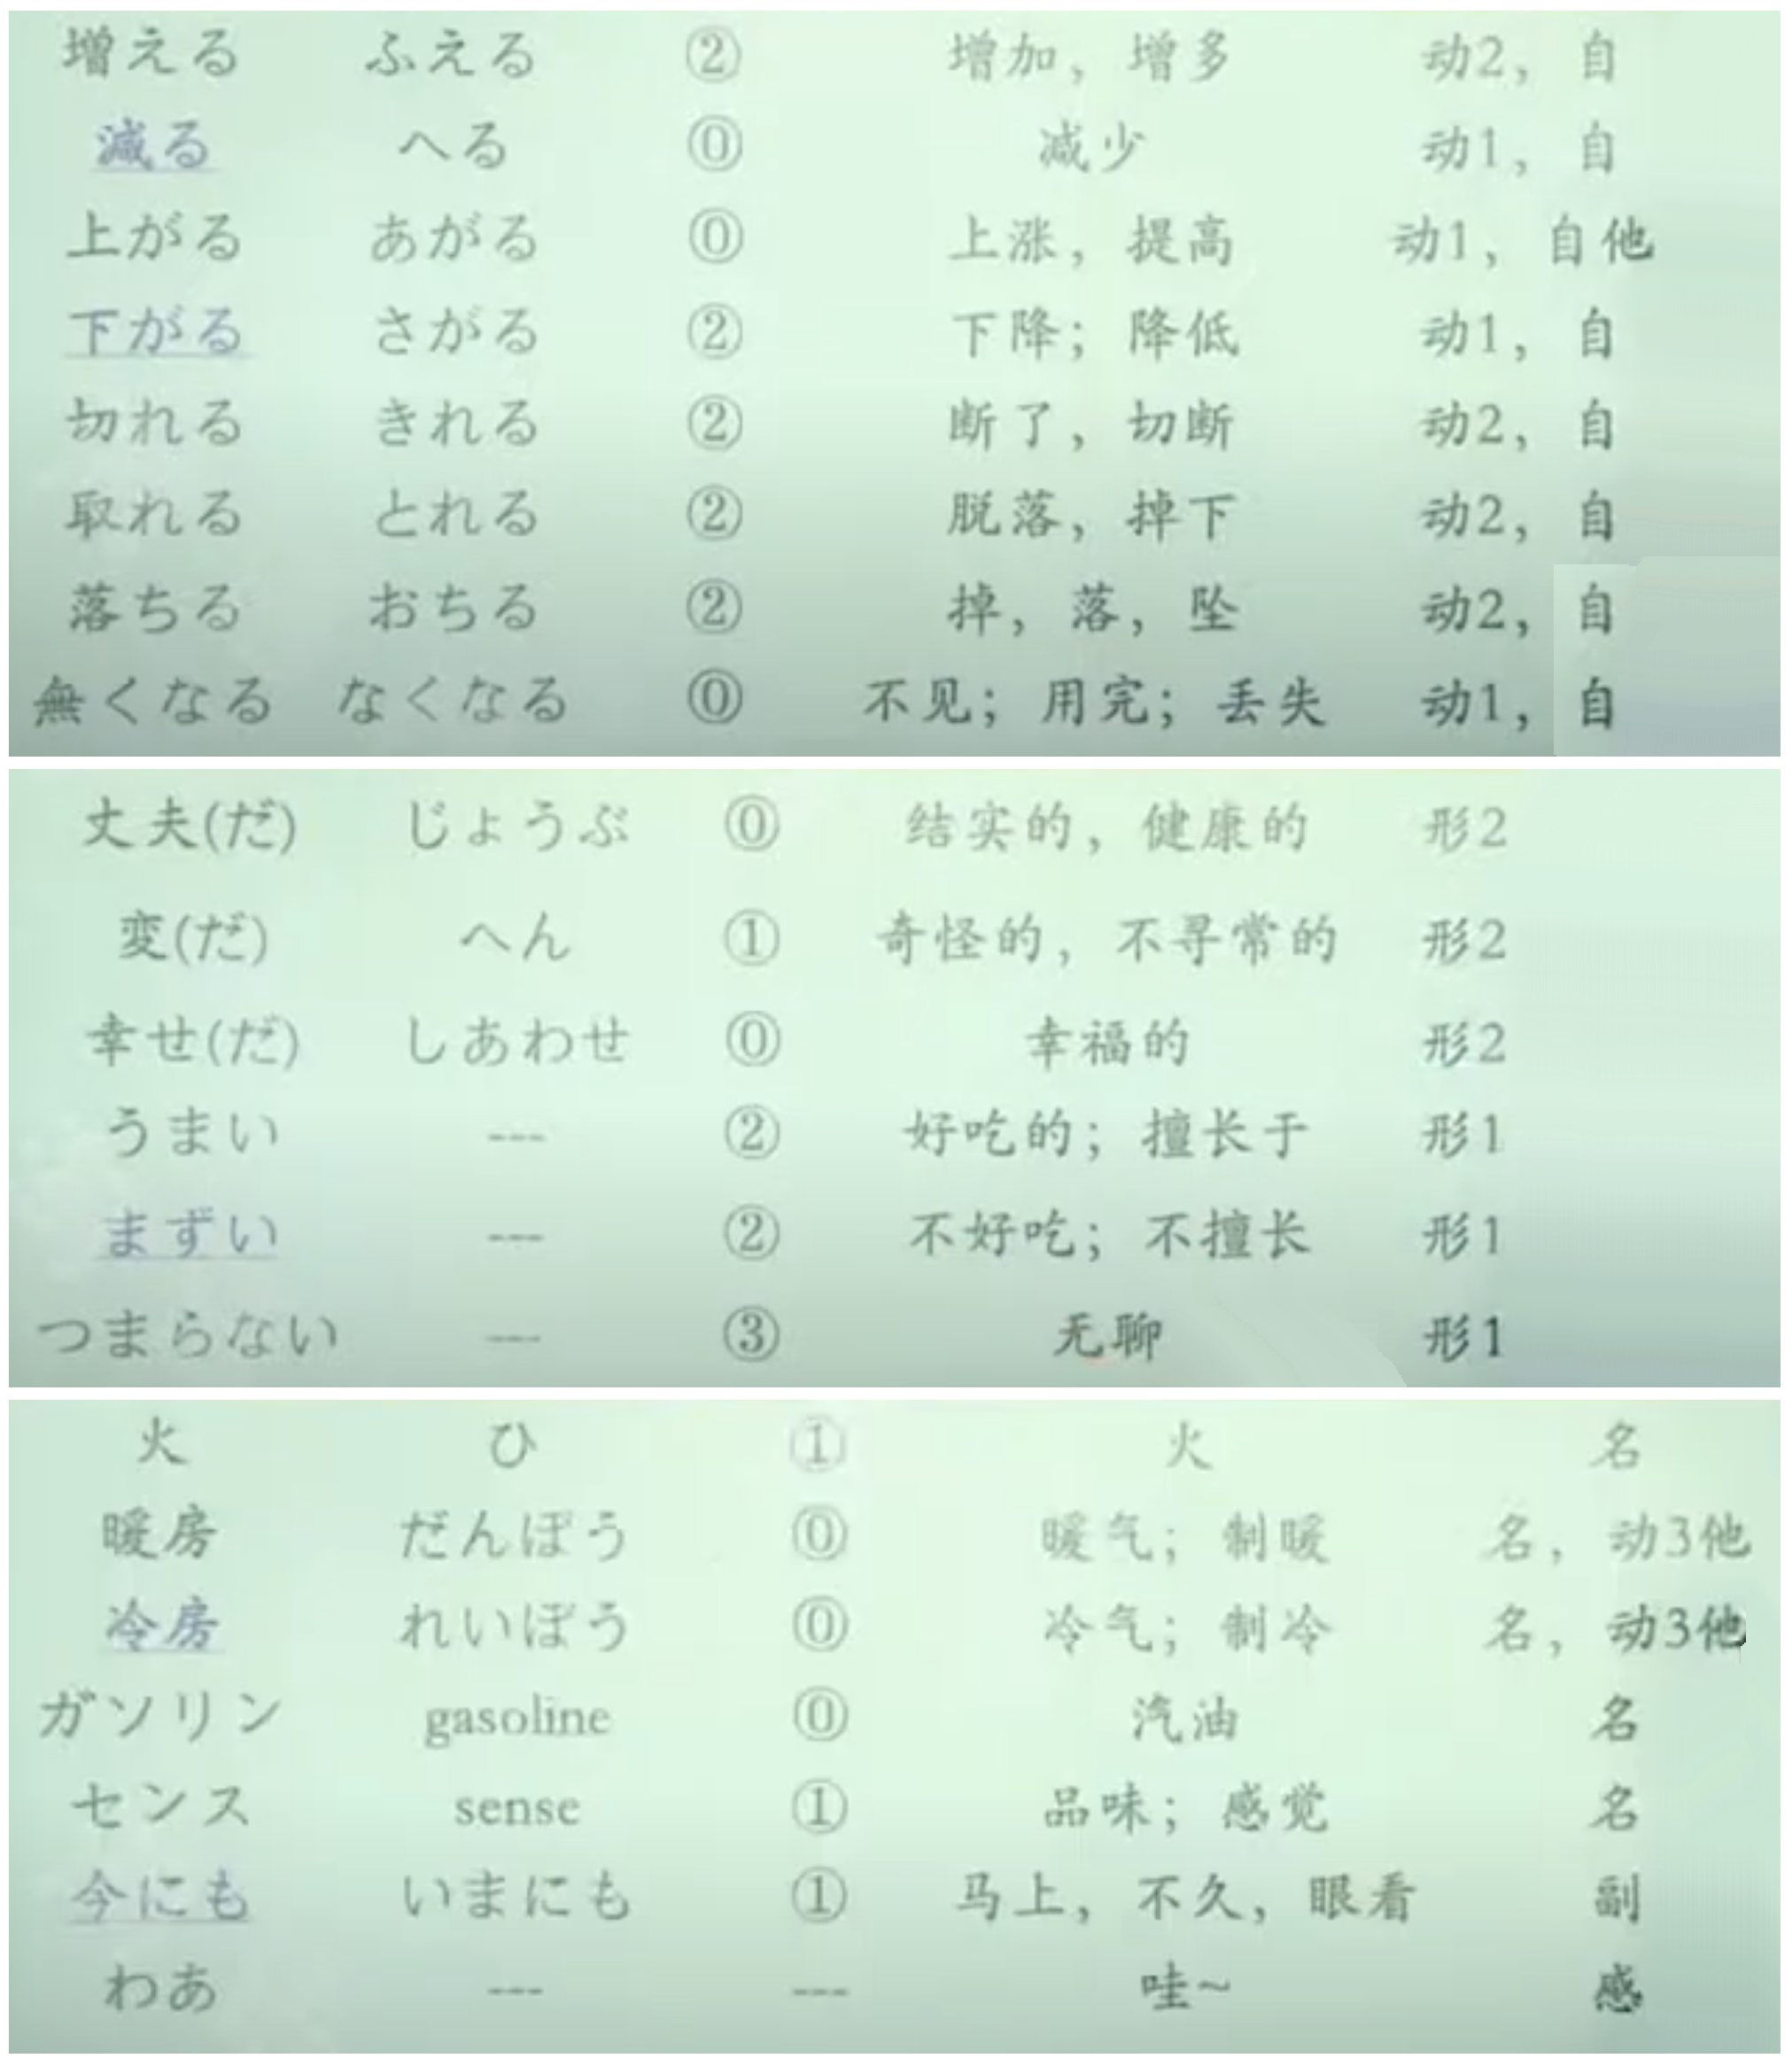 増える ふえる ② 增加，增多 动2，自
減る へる ⓪ 减少 动1，自
上がる あがる ⓪ 上涨，提高 动1，自他
下がる さがる ② 下降；降低 动1，自
切れる きれる ② 断了，切断 动2，自
取れる とれる ② 脱落，掉下 动2，自
落ちる おちる ② 掉，落，坠 动2，自
無くなる なくなる ⓪ 不见；用完；丢失 动1，自
丈夫(だ) じょうぶ ⓪ 结实的，健康的 形2
変(だ) へん ① 奇怪的，不寻常的 形2
幸せ(だ) しあわせ ⓪ 幸福的 形2
うまい --- ② 好吃的；擅长于 形1
まずい --- ② 不好吃；不擅长 形1
つまらない --- ③ 无聊 形1
火 ひ ① 火 名
暖房 だんぼう ⓪ 暖气；制暖 名，动3他
冷房 れいぼう ⓪ 冷气；制冷 名，动3他
ガソリン gasoline ⓪ 汽油 名
センス sense ① 品味；感觉 名
今にも いまにも ① 马上，不久，眼看 副
わあ --- --- 哇~ 感